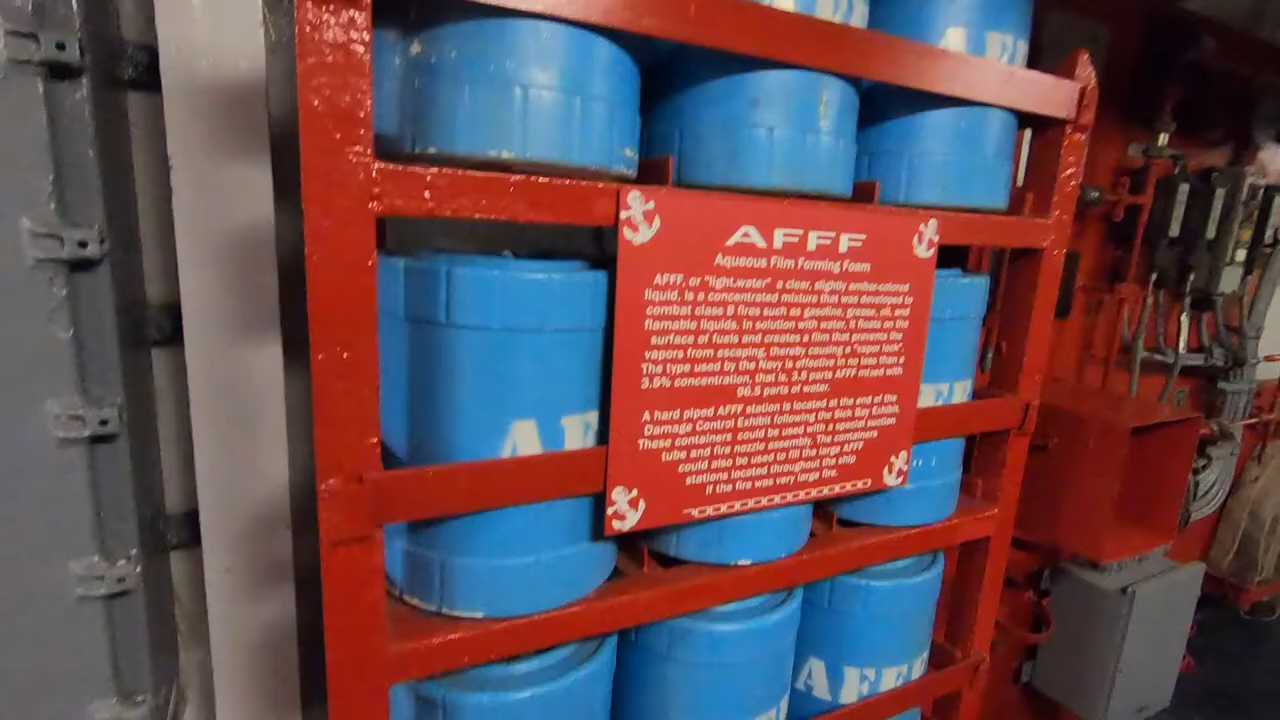 AFFF
Aqueous Film Forming Foam
AFFF, or "light.water" a clear, slightly amber-colored
liquid, is a concentrated mixture that was developed to
combat class B fires such as gasoline, grease, oil, and
flamable liquids. In solution with water, it floats on the
surface of fuels and creates a film that prevents the
vapors from escaping, thereby causing a "vapor lock".
The type used by the Navy is effective in no less than a
3.5% concentration, that is, 3.5 parts AFFF mixed with
96.5 parts of water.
A hard piped AFFF station is located at the end of the
Damage Control Exhibit following the Sick Bay Exhibit.
These containers could be used with a special suction
tube and fire nozzle assembly. The containers
could also be used to fill the large AFFF
stations located throughout the ship
if the fire was very large fire.
AFF
AF
FF
AFFF